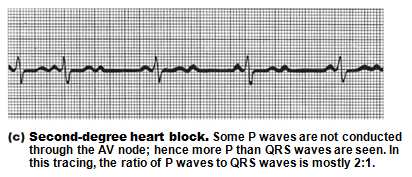 (c) Second-degree heart block. Some P waves are not conducted
through the AV node; hence more P than QRS waves are seen. In
this tracing, the ratio of P waves to QRS waves is mostly 2:1.